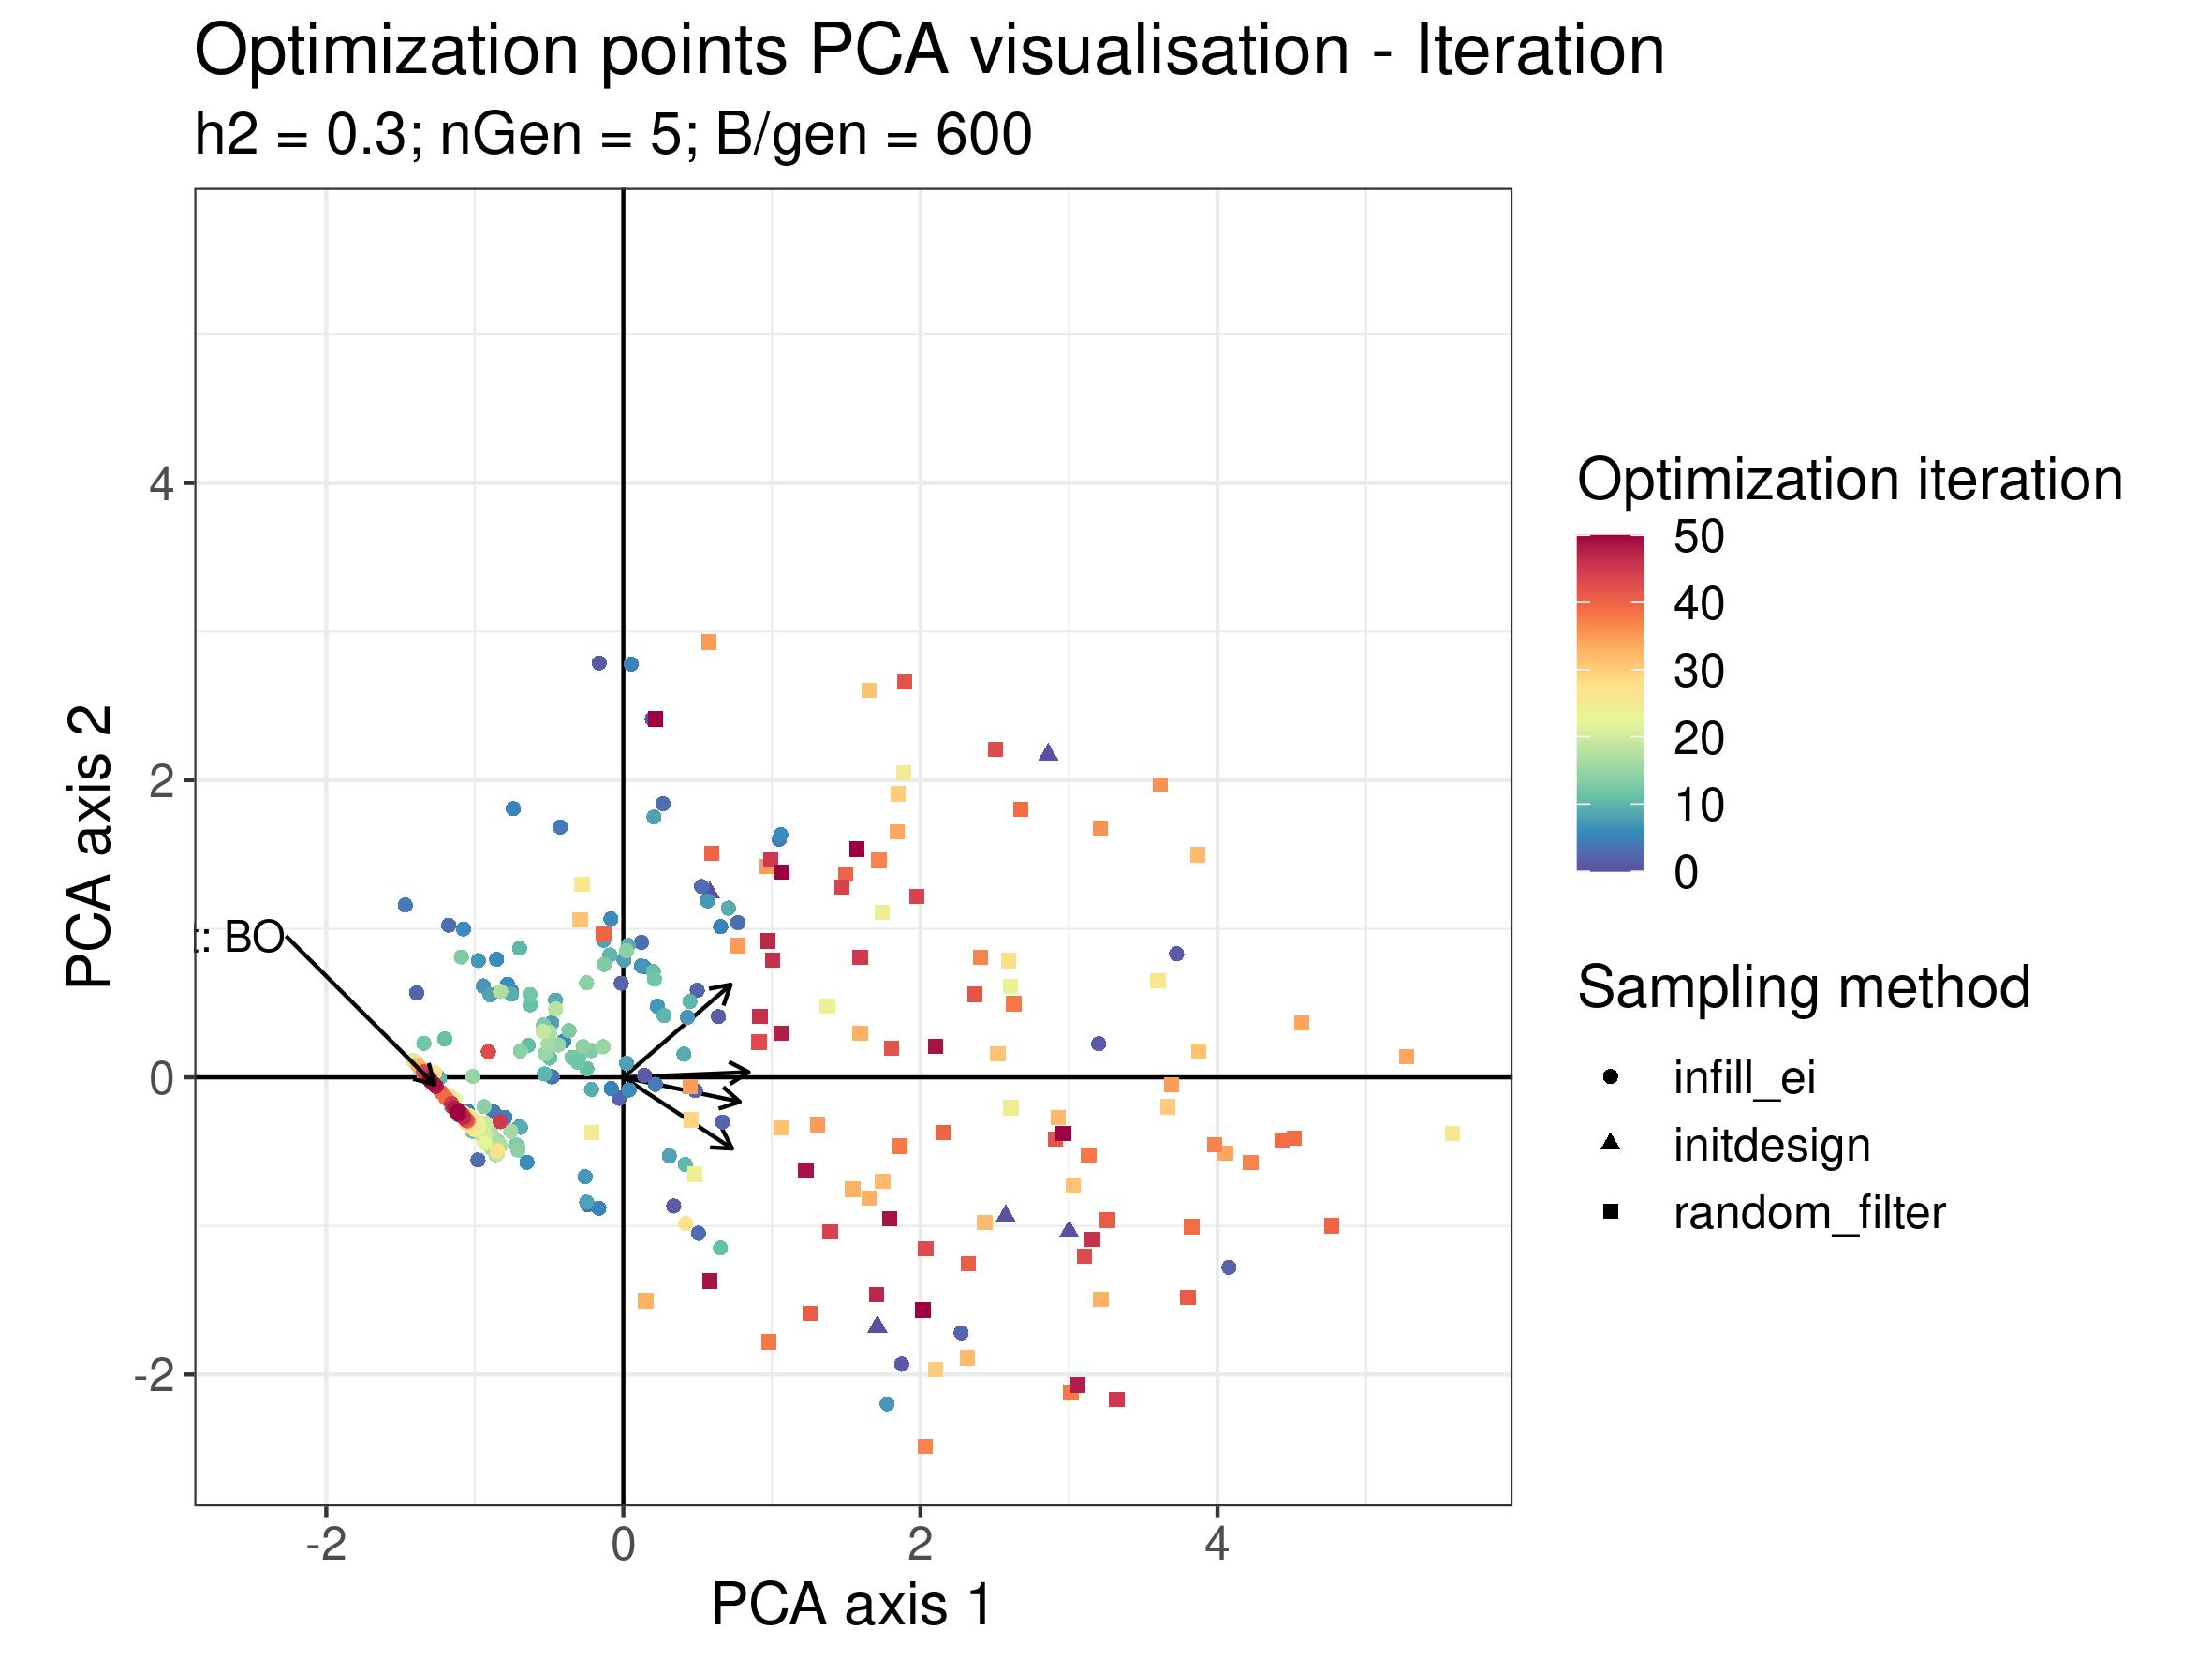 Optimization points PCA visualisation - Iteration
h2 = 0.3; nGen = 5; B/gen = 600
PCA axis 2
4
2
0
-2
: BO
-2
0
2
4
PCA axis 1
Optimization iteration
50
40
30
20
10
0
Sampling method
infill_ei
initdesign
random_filter